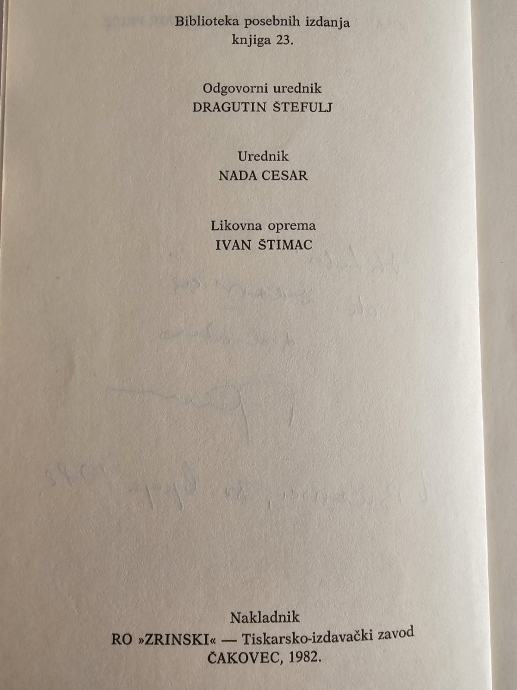 Biblioteka posebnih izdanja
knjiga 23.
Odgovorni urednik
DRAGUTIN ŠTEFULJ
Urednik
NADA CESAR
Likovna oprema
IVAN ŠTIMAC
Nakladnik
RO »ZRINSKI« — Tiskarsko-izdavački zavod
ČAKOVEC, 1982.